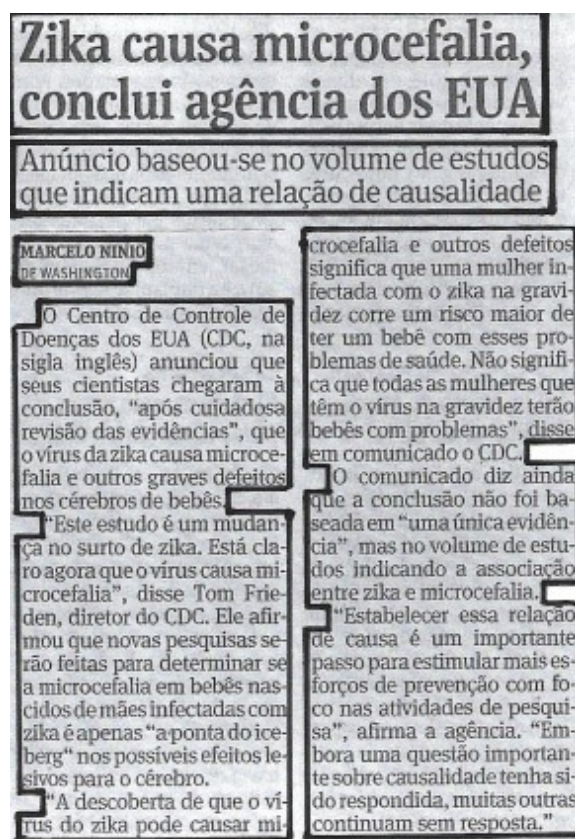 Zika causa microcefalia,
conclui agência dos EUA
Anúncio baseou-se no volume de estudos
que indicam uma relação de causalidade
MARCELO NINIO
DE WASHINGTON
O Centro de Controle de
Doenças dos EUA (CDC, na
sigla inglês) anunciou que
seus cientistas chegaram à
conclusão, “após cuidadosa
revisão das evidências”, que
o vírus da zika causa microce-
falia e outros graves defeitos
nos cérebros de bebês.
“Este estudo é um mudan-
ça no surto de zika. Está cla-
ro agora que o vírus causa mi-
crocefalia”, disse Tom Frie-
den, diretor do CDC. Ele afir-
mou que novas pesquisas se-
rão feitas para determinar se
a microcefalia em bebês nas-
cidos de mães infectadas com
zika é apenas “a ponta do ice-
berg” nos possíveis efeitos le-
sivos para o cérebro.
“A descoberta de que o ví-
rus do zika pode causar mi-
crocefalia e outros defeitos
significa que uma mulher in-
fectada com o zika na gravi-
dez corre um risco maior de
ter um bebê com esses pro-
blemas de saúde. Não signifi-
ca que todas as mulheres que
têm o vírus na gravidez terão
bebês com problemas”, disse
em comunicado o CDC.
O comunicado diz ainda
que a conclusão não foi ba-
seada em “uma única evidên-
cia”, mas no volume de estu-
dos indicando a associação
entre zika e microcefalia.
“Estabelecer essa relação
de causa é um importante
passo para estimular mais es-
forços de prevenção com fo-
co nas atividades de pesqui-
sa”, afirma a agência. “Em-
bora uma questão importan-
te sobre causalidade tenha si-
do respondida, muitas outras
continuam sem resposta.”